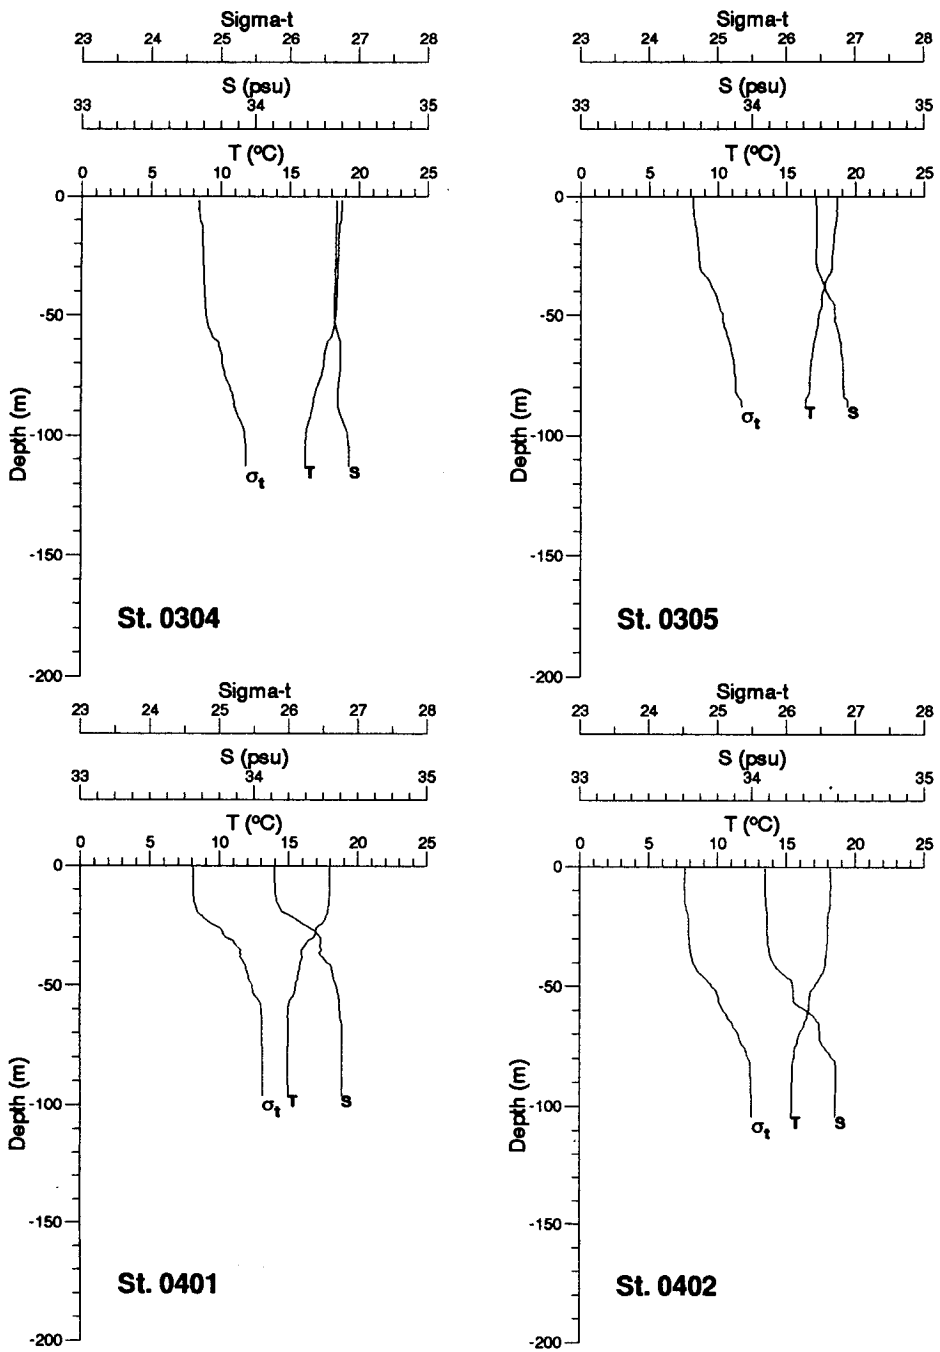 Sigma-t
23 24 25 26 27 28
S (psu)
33 34 35
T (ºC)
0 5 10 15 20 25
0
-50
-100
-150
-200
Depth (m)
σt T S
St. 0304
Sigma-t
23 24 25 26 27 28
S (psu)
33 34 35
T (ºC)
0 5 10 15 20 25
0
-50
-100
-150
-200
Depth (m)
σt T S
St. 0305
Sigma-t
23 24 25 26 27 28
S (psu)
33 34 35
T (ºC)
0 5 10 15 20 25
0
-50
-100
-150
-200
Depth (m)
σt T S
St. 0401
Sigma-t
23 24 25 26 27 28
S (psu)
33 34 35
T (ºC)
0 5 10 15 20 25
0
-50
-100
-150
-200
Depth (m)
σt T S
St. 0402